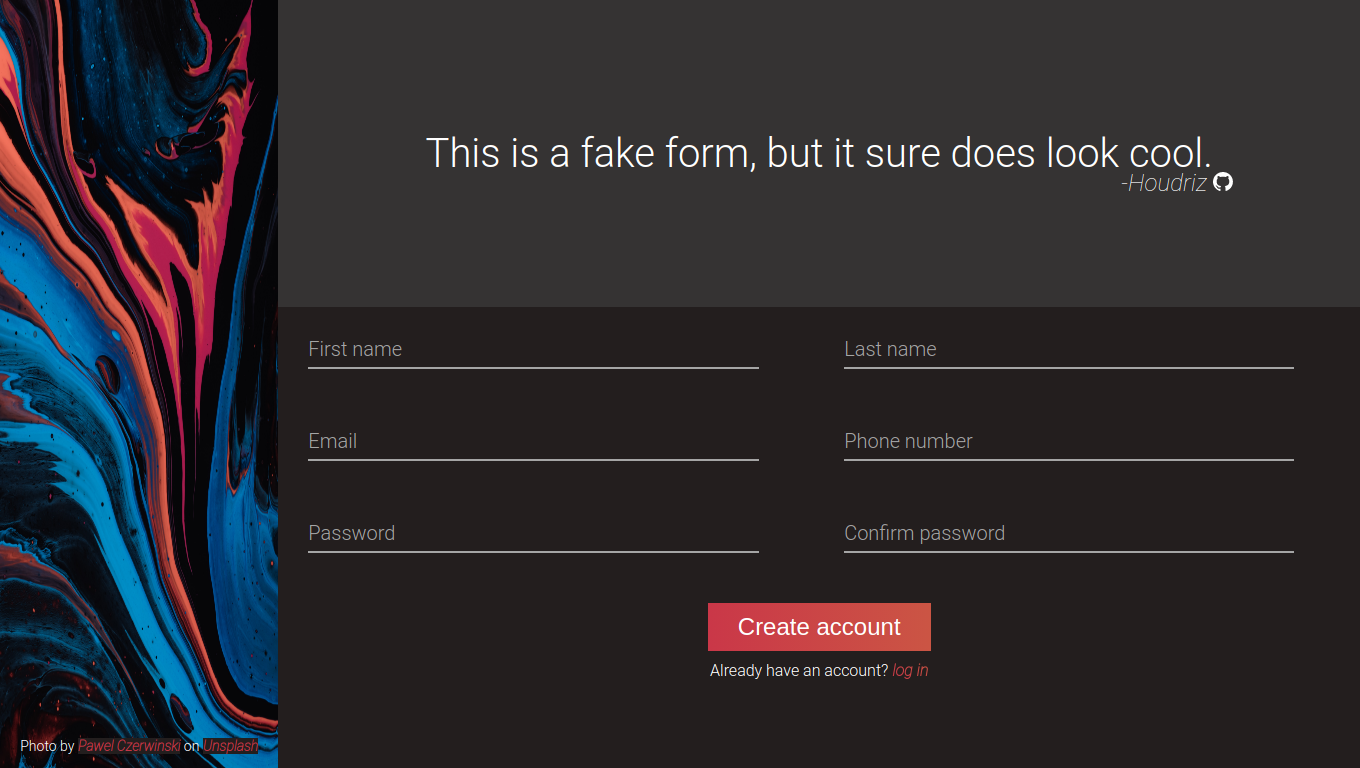 This is a fake form, but it sure does look cool.
-Houdriz
First name
Last name
Email
Phone number
Password
Confirm password
Create account
Already have an account? log in
Photo by Pawel Czerwinski on Unsplash